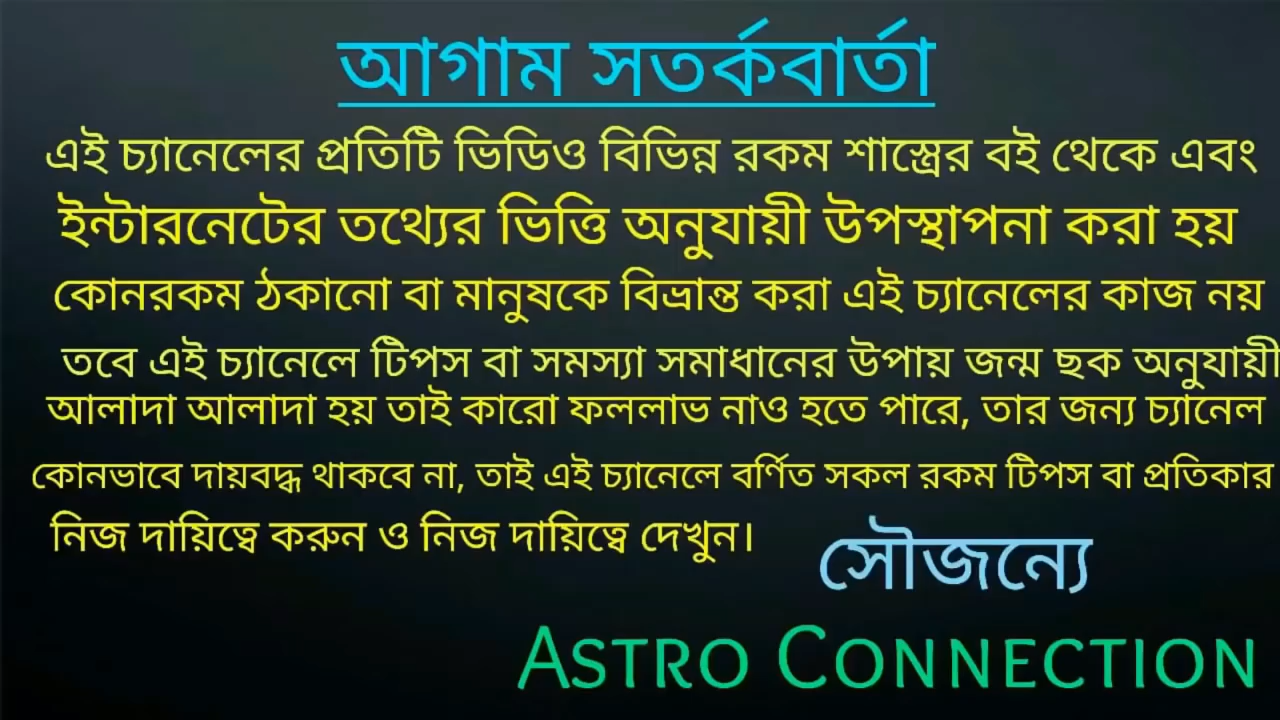 আগাম সতর্কবার্তা
এই চ্যানেলের প্রতিটি ভিডিও বিভিন্ন রকম শাস্ত্রের বই থেকে এবং
ইন্টারনেটের তথ্যের ভিত্তি অনুযায়ী উপস্থাপনা করা হয়
কোনরকম ঠকানো বা মানুষকে বিভ্রান্ত করা এই চ্যানেলের কাজ নয়
তবে এই চ্যানেলে টিপস বা সমস্যা সমাধানের উপায় জন্ম ছক অনুযায়ী
আলাদা আলাদা হয় তাই কারো ফললাভ নাও হতে পারে, তার জন্য চ্যানেল
কোনভাবে দায়বদ্ধ থাকবে না, তাই এই চ্যানেলে বর্ণিত সকল রকম টিপস বা প্রতিকার
নিজ দায়িত্বে করুন ও নিজ দায়িত্বে দেখুন।
সৌজন্যে
ASTRO CONNECTION